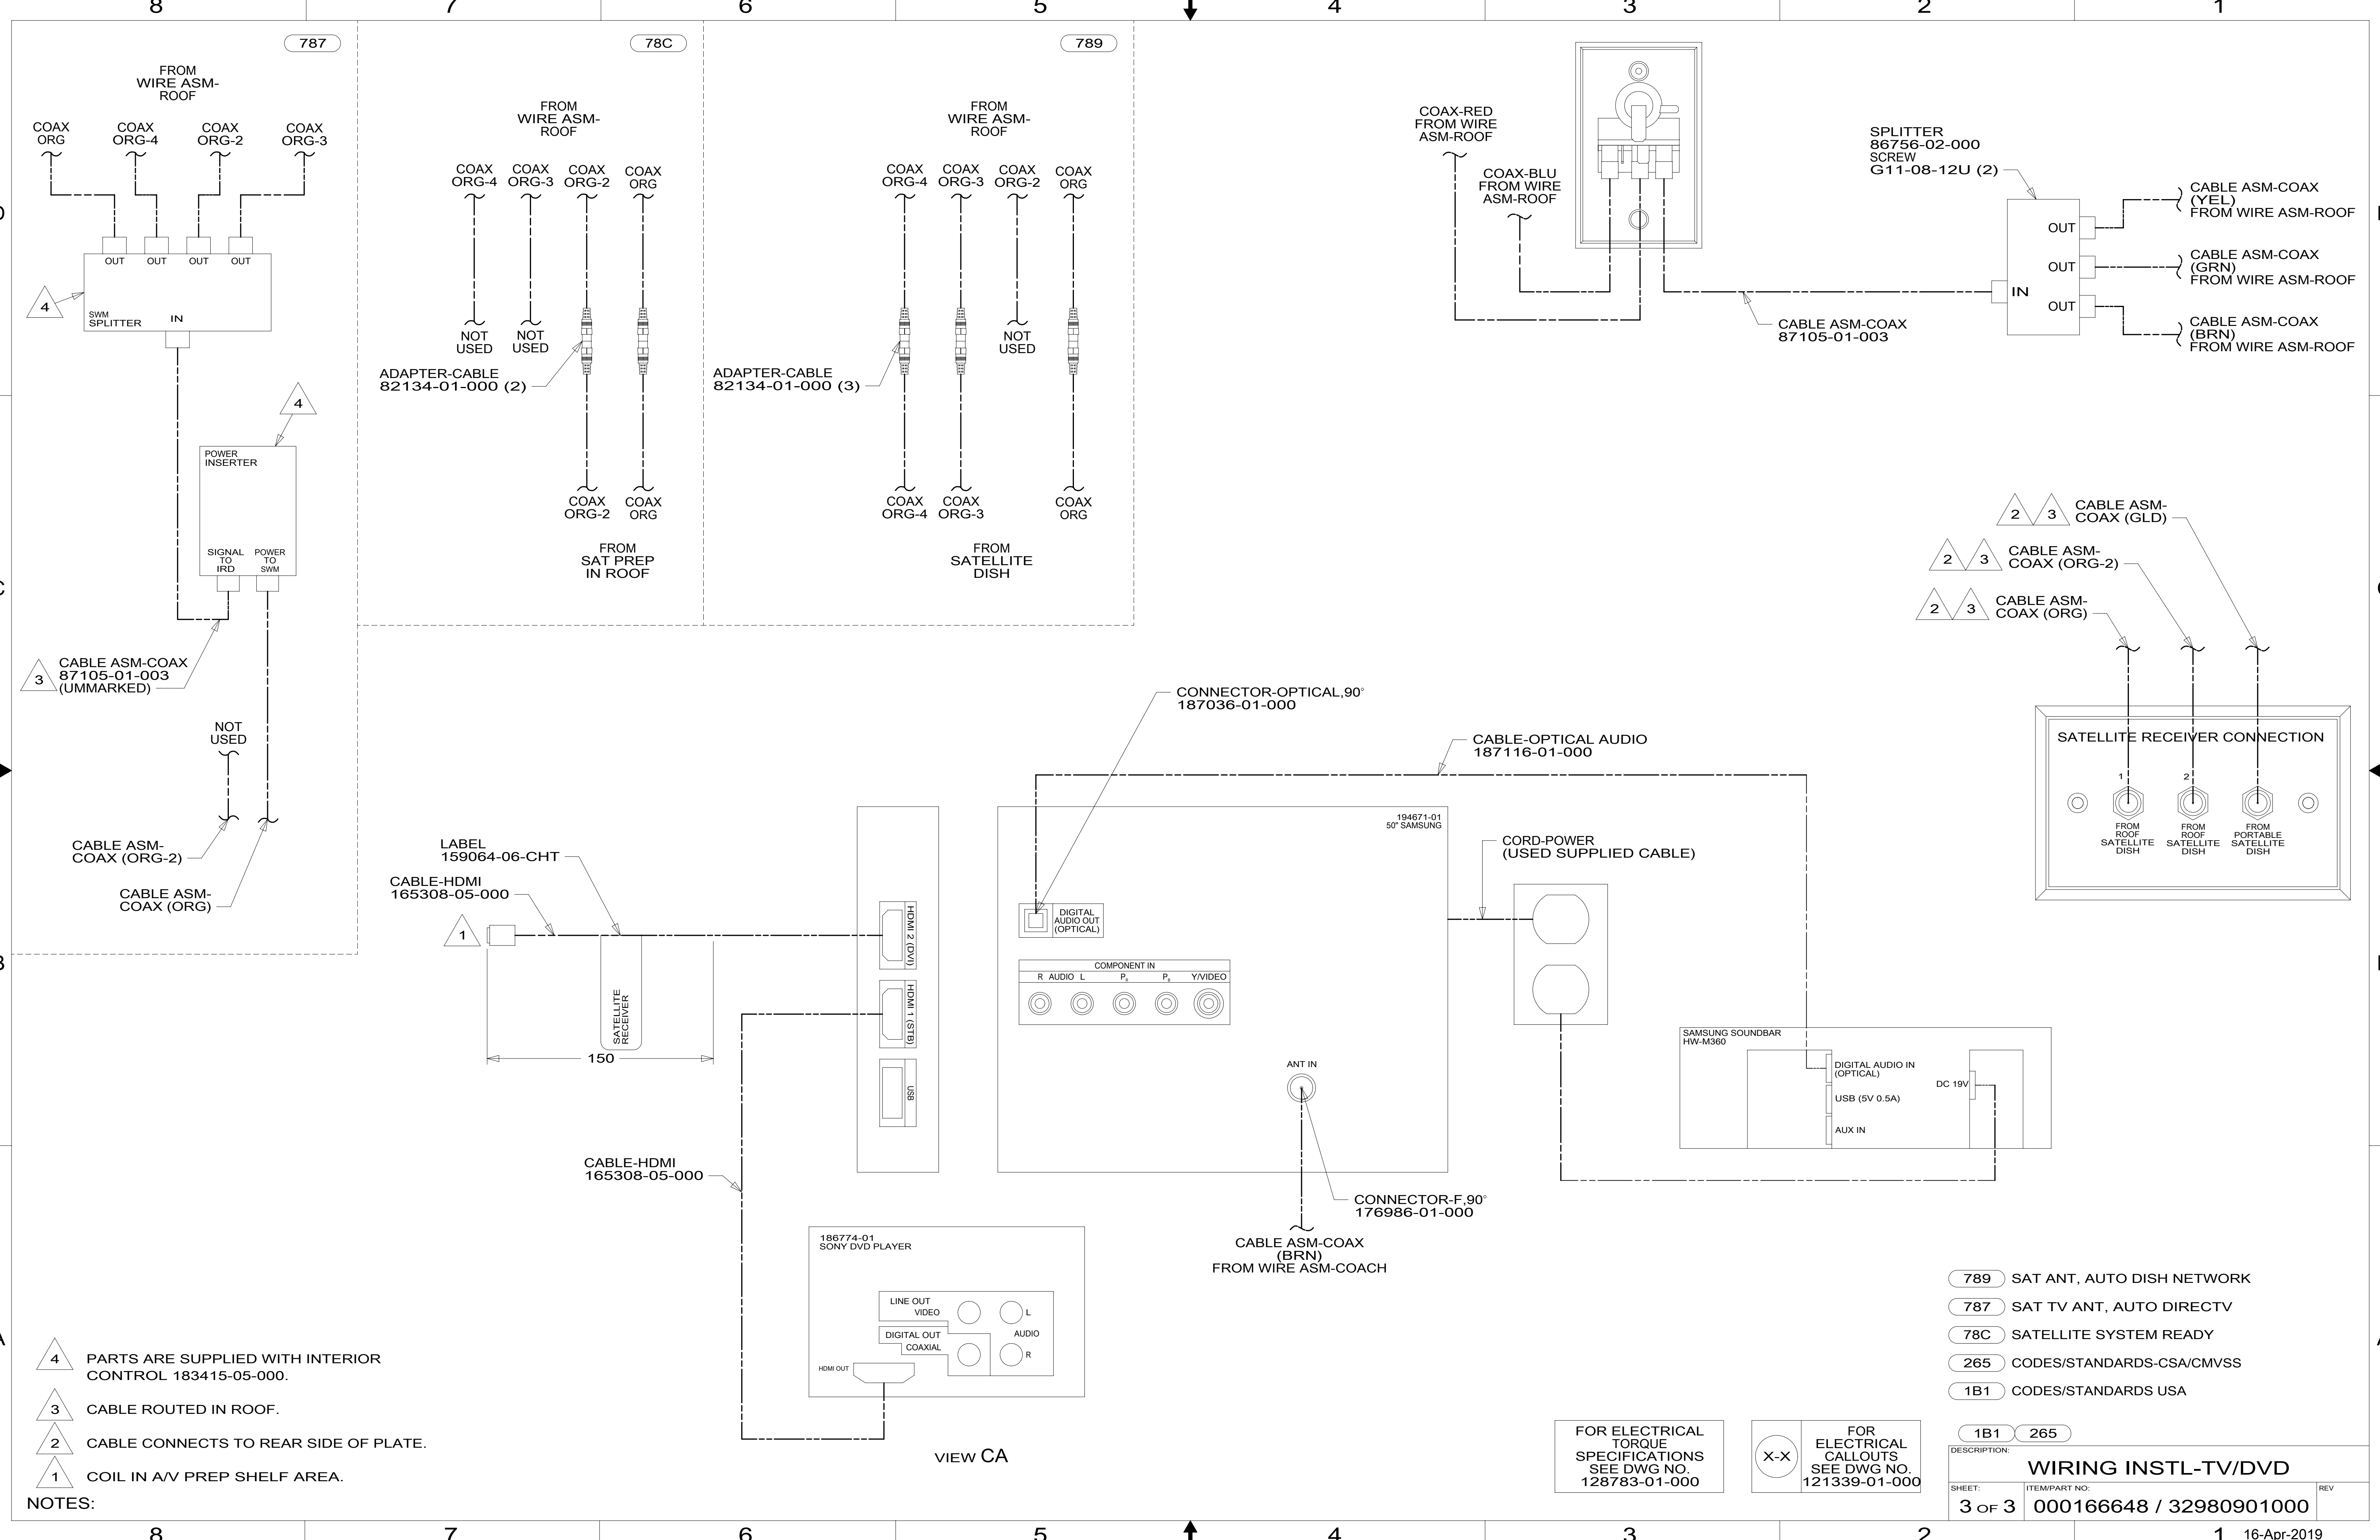 8
7
6
5
4
3
2
1
787
FROM
WIRE ASM-
ROOF
COAX
ORG
COAX
ORG-4
COAX
ORG-2
COAX
ORG-3
OUT
OUT
OUT
OUT
SWM
SPLITTER
IN
4
4
POWER
INSERTER
SIGNAL
TO
IRD
POWER
TO
SWM
3
CABLE ASM-COAX
87105-01-003
(UMMARKED)
NOT
USED
CABLE ASM-
COAX (ORG-2)
CABLE ASM-
COAX (ORG)
78C
FROM
WIRE ASM-
ROOF
COAX
ORG-4
COAX
ORG-3
COAX
ORG-2
COAX
ORG
NOT
USED
NOT
USED
ADAPTER-CABLE
82134-01-000 (2)
COAX
ORG-2
COAX
ORG
FROM
SAT PREP
IN ROOF
789
FROM
WIRE ASM-
ROOF
COAX
ORG-4
COAX
ORG-3
COAX
ORG-2
COAX
ORG
NOT
USED
ADAPTER-CABLE
82134-01-000 (3)
COAX
ORG-4
COAX
ORG-3
COAX
ORG
FROM
SATELLITE
DISH
COAX-RED
FROM WIRE
ASM-ROOF
COAX-BLU
FROM WIRE
ASM-ROOF
SPLITTER
86756-02-000
SCREW
G11-08-12U (2)
OUT
OUT
OUT
IN
CABLE ASM-COAX
(YEL)
FROM WIRE ASM-ROOF
CABLE ASM-COAX
(GRN)
FROM WIRE ASM-ROOF
CABLE ASM-COAX
(BRN)
FROM WIRE ASM-ROOF
CABLE ASM-COAX
87105-01-003
2 3 CABLE ASM-
COAX (GLD)
2 3 CABLE ASM-
COAX (ORG-2)
2 3 CABLE ASM-
COAX (ORG)
SATELLITE RECEIVER CONNECTION
1
2
FROM
ROOF
SATELLITE
DISH
FROM
ROOF
SATELLITE
DISH
FROM
PORTABLE
SATELLITE
DISH
CONNECTOR-OPTICAL,90°
187036-01-000
CABLE-OPTICAL AUDIO
187116-01-000
194671-01
50" SAMSUNG
CORD-POWER
(USED SUPPLIED CABLE)
LABEL
159064-06-CHT
CABLE-HDMI
165308-05-000
1
SATELLITE
RECEIVER
150
HDMI 2 (DVI)
HDMI 1 (STB)
USB
DIGITAL
AUDIO OUT
(OPTICAL)
COMPONENT IN
R AUDIO L PR PB Y/VIDEO
ANT IN
CONNECTOR-F,90°
176986-01-000
CABLE ASM-COAX
(BRN)
FROM WIRE ASM-COACH
SAMSUNG SOUNDBAR
HW-M360
DIGITAL AUDIO IN
(OPTICAL)
USB (5V 0.5A)
AUX IN
DC 19V
CABLE-HDMI
165308-05-000
186774-01
SONY DVD PLAYER
LINE OUT
VIDEO
DIGITAL OUT
COAXIAL
L
AUDIO
R
HDMI OUT
VIEW CA
4 PARTS ARE SUPPLIED WITH INTERIOR
CONTROL 183415-05-000.
3 CABLE ROUTED IN ROOF.
2 CABLE CONNECTS TO REAR SIDE OF PLATE.
1 COIL IN A/V PREP SHELF AREA.
NOTES:
789 SAT ANT, AUTO DISH NETWORK
787 SAT TV ANT, AUTO DIRECTV
78C SATELLITE SYSTEM READY
265 CODES/STANDARDS-CSA/CMVSS
1B1 CODES/STANDARDS USA
FOR ELECTRICAL
TORQUE
SPECIFICATIONS
SEE DWG NO.
128783-01-000
X-X
FOR
ELECTRICAL
CALLOUTS
SEE DWG NO.
121339-01-000
1B1 265
DESCRIPTION:
WIRING INSTL-TV/DVD
SHEET:
3 OF 3
ITEM/PART NO:
000166648 / 32980901000
REV
8
7
6
5
4
3
2
1
16-Apr-2019